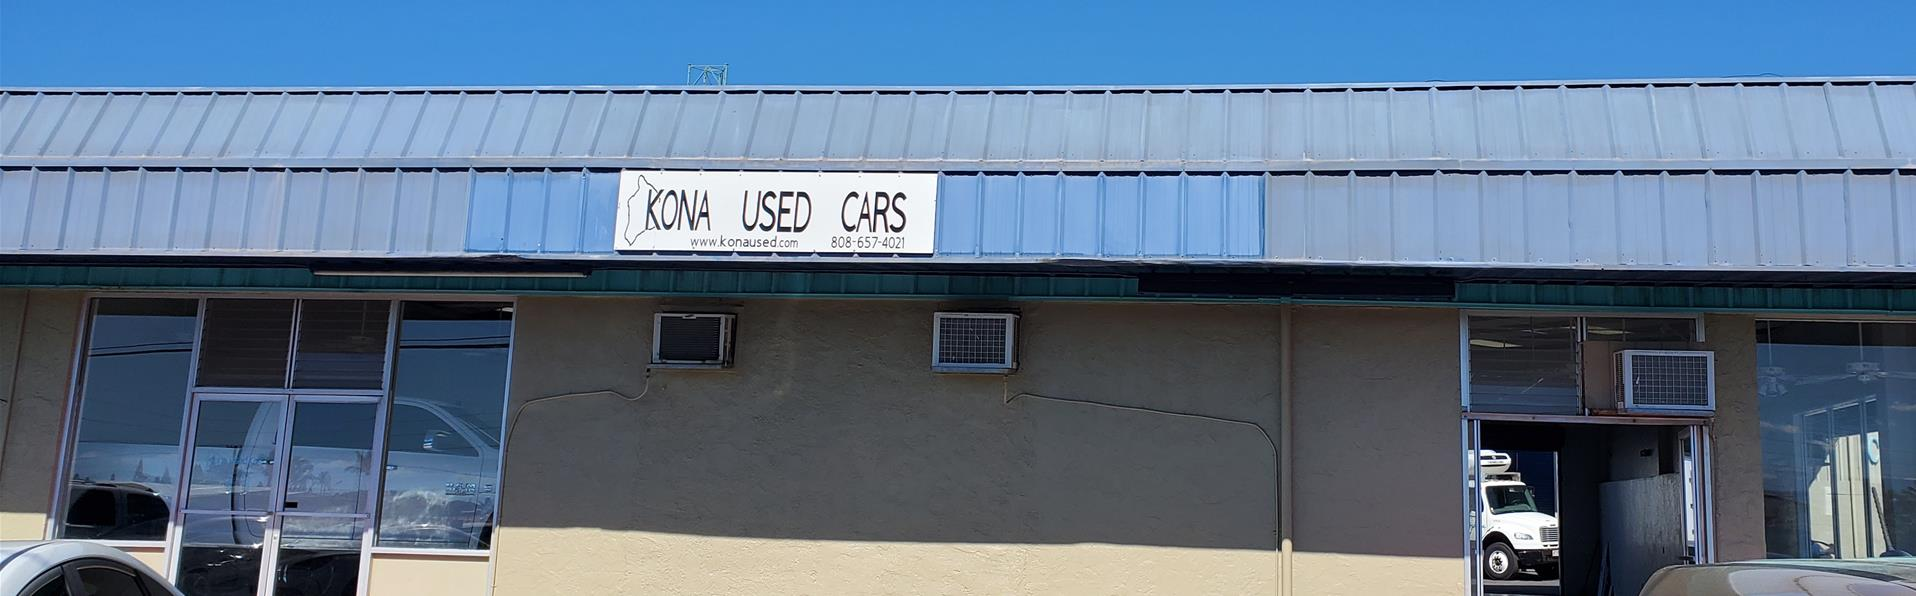 KONA USED CARS
www.konaused.com 808-657-4021